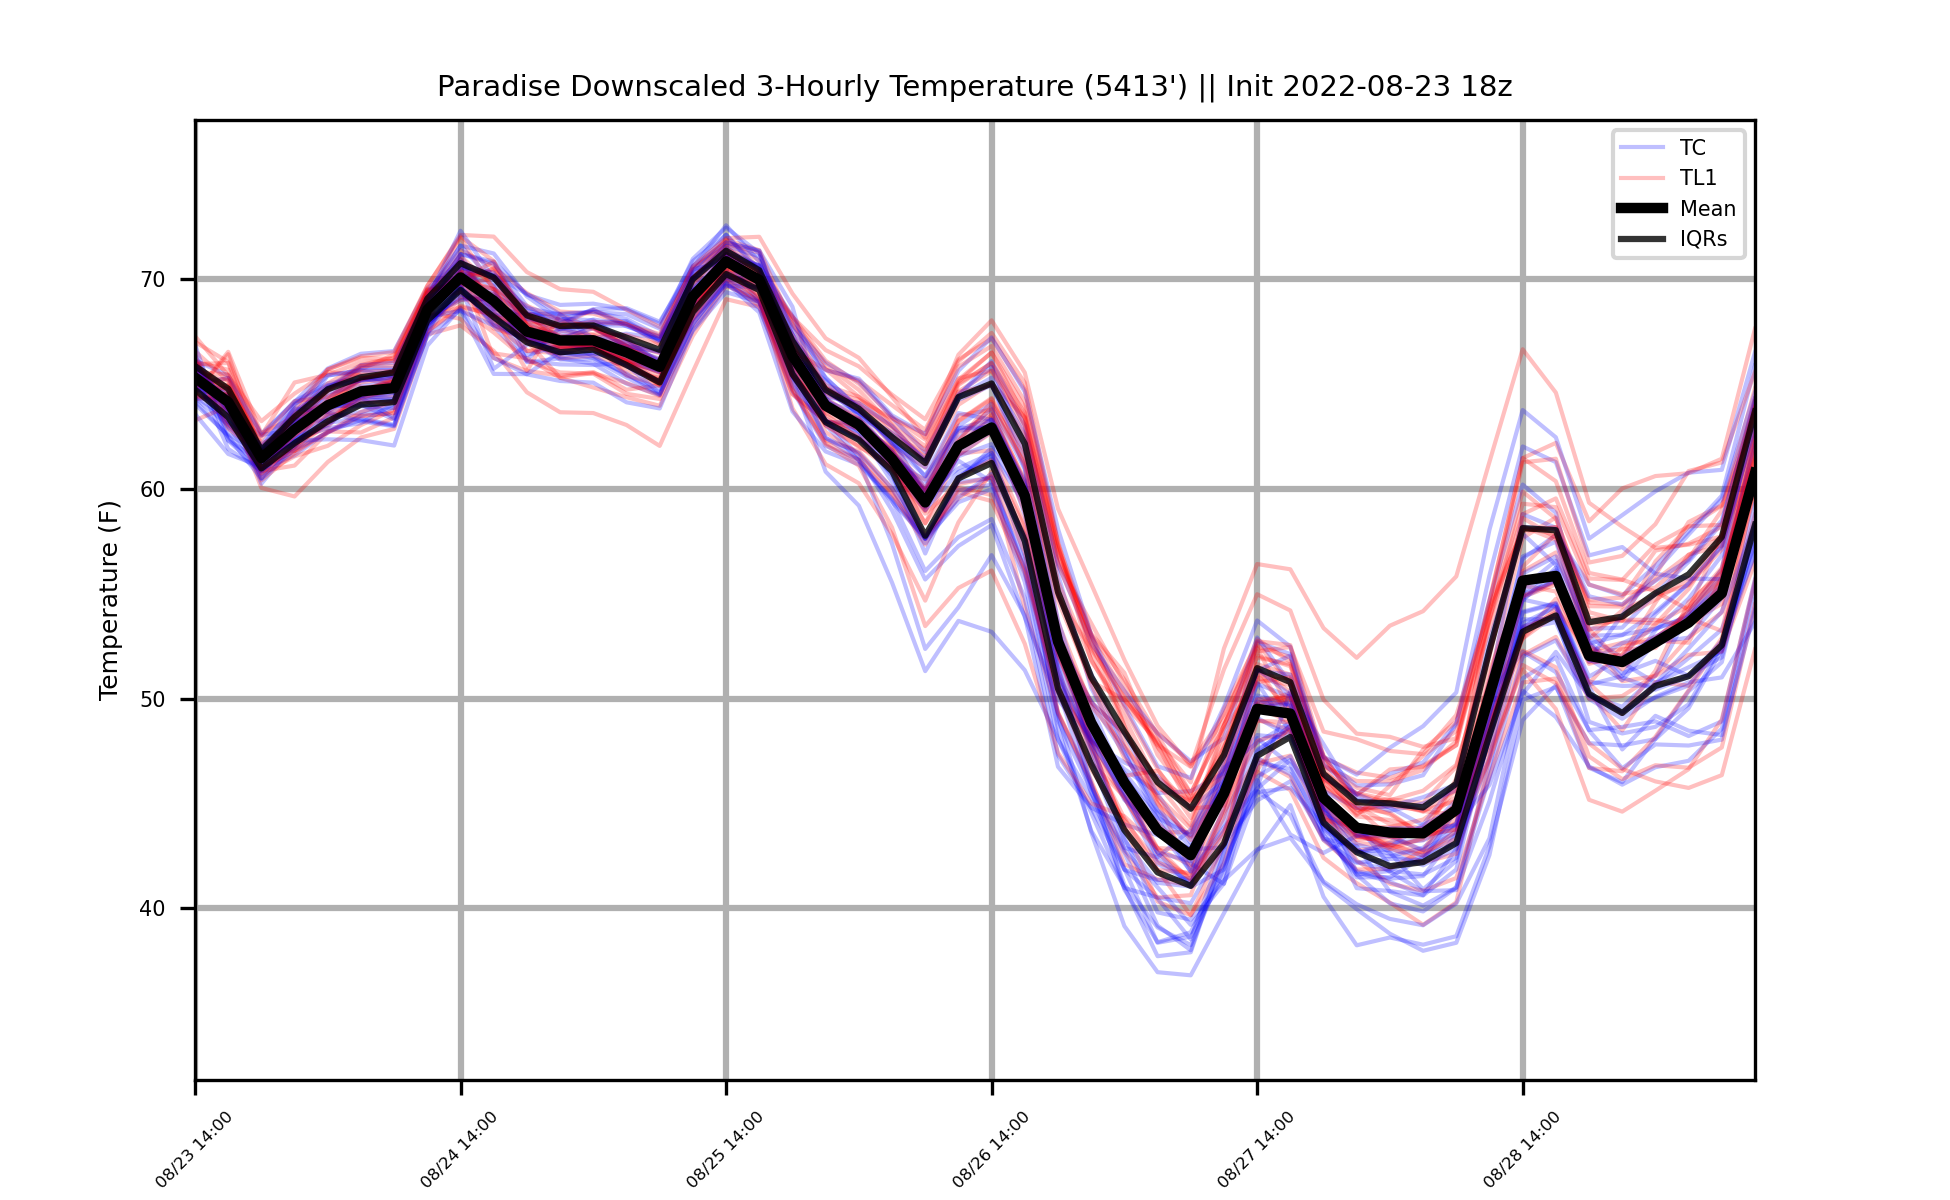 Paradise Downscaled 3-Hourly Temperature (5413') || Init 2022-08-23 18z
TC
TL1
Mean
IQRs
Temperature (F)
70
60
50
40
08/23 14:00
08/24 14:00
08/25 14:00
08/26 14:00
08/27 14:00
08/28 14:00